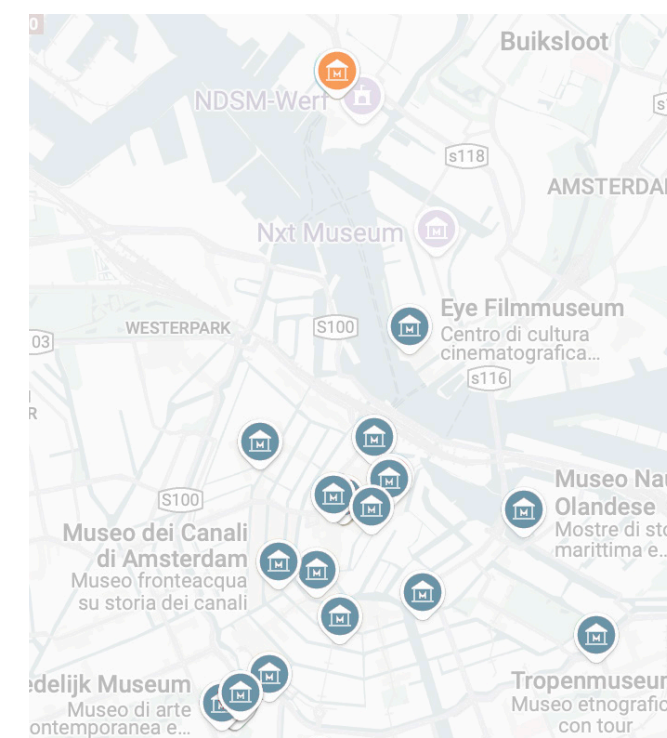 Buiksloot
NDSM-Werf
s118
AMSTERDA
Nxt Museum
Eye Filmmuseum
Centro di cultura
cinematografica...
WESTERPARK
S100
03
s116
R
Museo Nau
Olandese
Mostre di sto
marittima e...
S100
Museo dei Canali
di Amsterdam
Museo fronteacqua
su storia dei canali
edelijk Museum
Museo di arte
ontemporanea e...
Tropenmuseum
Museo etnografic
con tour